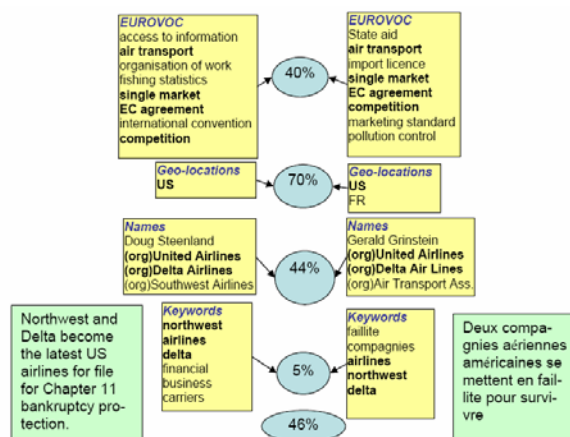 EUROVOC
access to information
air transport
organisation of work
fishing statistics
single market
EC agreement
international convention
competition
40%
EUROVOC
State aid
air transport
import licence
single market
EC agreement
competition
marketing standard
pollution control
Geo-locations
US
70%
Geo-locations
US
FR
Names
Doug Steenland
(org)United Airlines
(org)Delta Airlines
(org)Southwest Airlines
44%
Names
Gerald Grinstein
(org)United Airlines
(org)Delta Air Lines
(org)Air Transport Ass.
Northwest and
Delta become
the latest US
airlines for file
for Chapter 11
bankruptcy pro-
tection.
Keywords
northwest
airlines
delta
financial
business
carriers
5%
Keywords
faillite
compagnies
airlines
northwest
delta
Deux compa-
gnies aériennes
américaines se
mettent en fail-
lite pour survi-
vre
46%